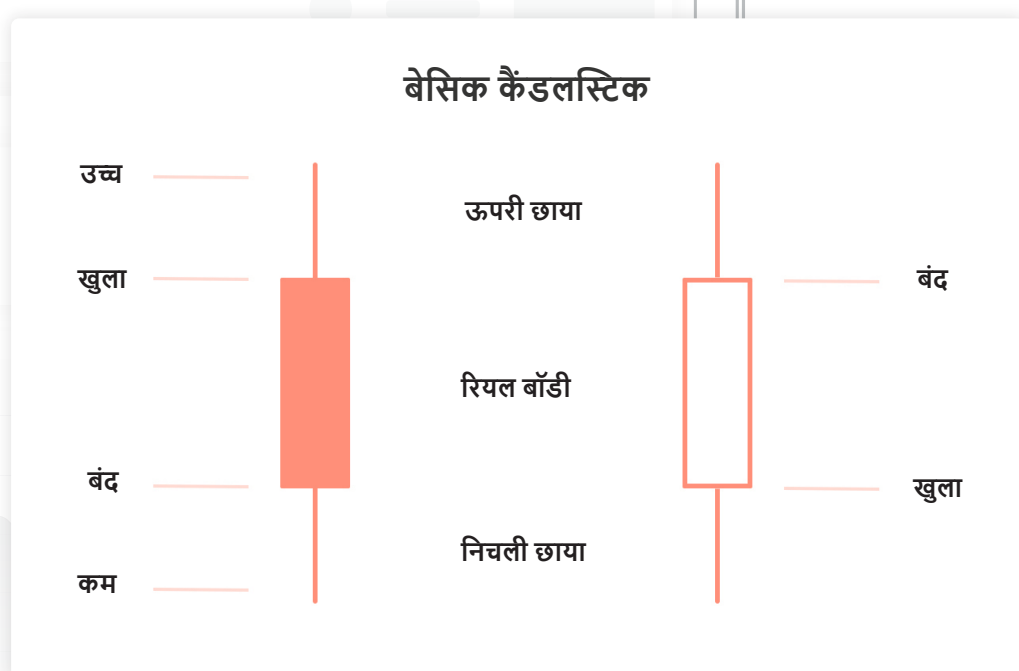 बेसिक कैंडलस्टिक
उच्च
ऊपरी छाया
खुला
बंद
रियल बॉडी
बंद
खुला
निचली छाया
कम